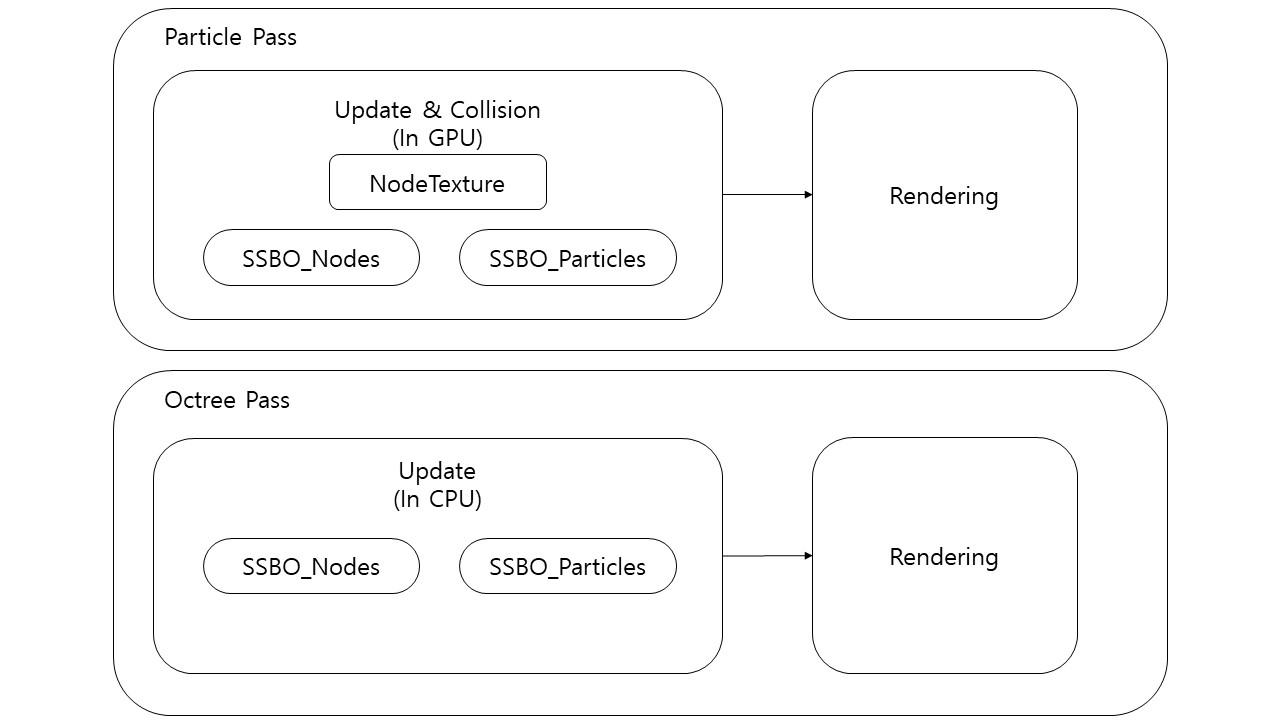 Particle Pass
Update & Collision
(In GPU)
NodeTexture
SSBO_Nodes
SSBO_Particles
Rendering
Octree Pass
Update
(In CPU)
SSBO_Nodes
SSBO_Particles
Rendering